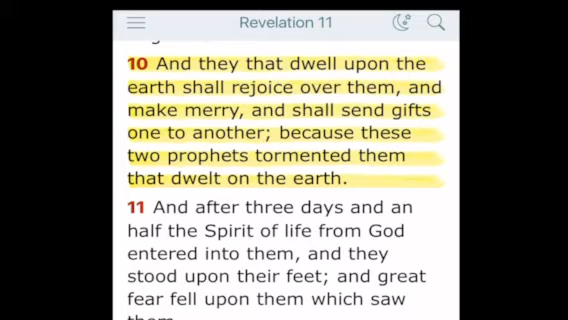 Revelation 11
10 And they that dwell upon the
earth shall rejoice over them, and
make merry, and shall send gifts
one to another; because these
two prophets tormented them
that dwelt on the earth.
11 And after three days and an
half the Spirit of life from God
entered into them, and they
stood upon their feet; and great
fear fell upon them which saw
them.